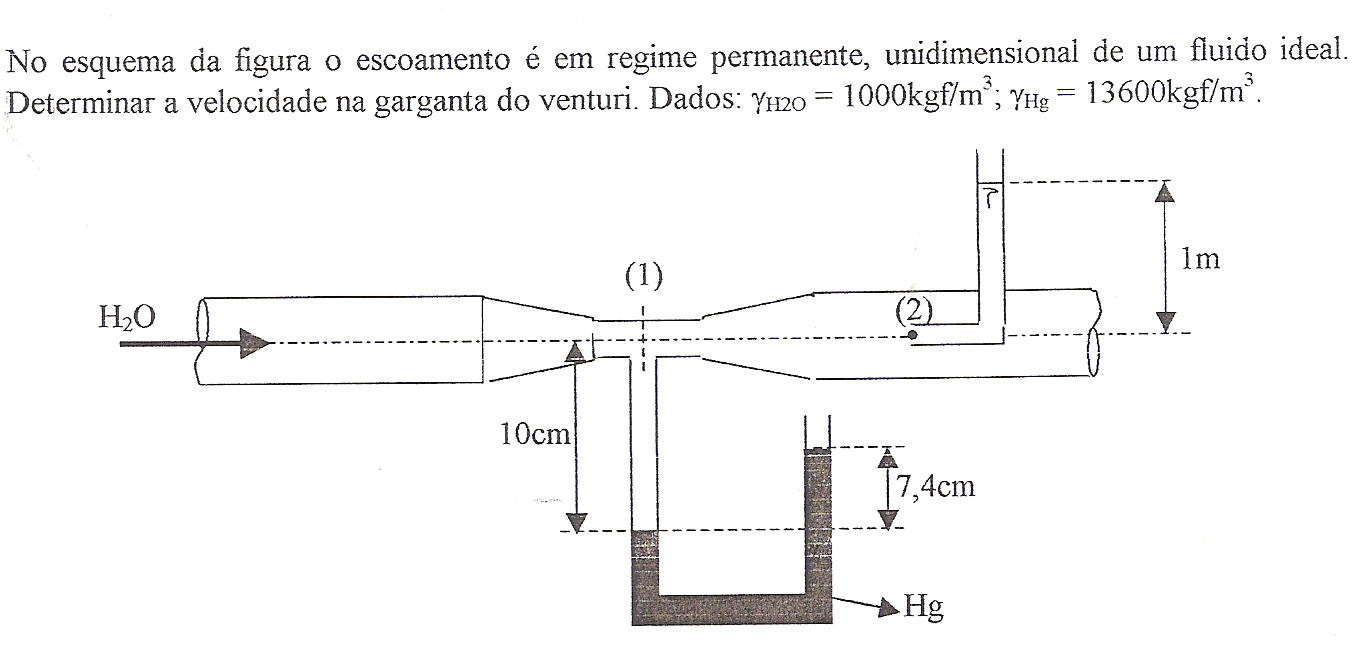 No esquema da figura o escoamento é em regime permanente, unidimensional de um fluido ideal.
Determinar a velocidade na garganta do venturi. Dados: γH2O = 1000kgf/m³; γHg = 13600kgf/m³.
1m
(1)
H₂O
(2)
10cm
7,4cm
Hg